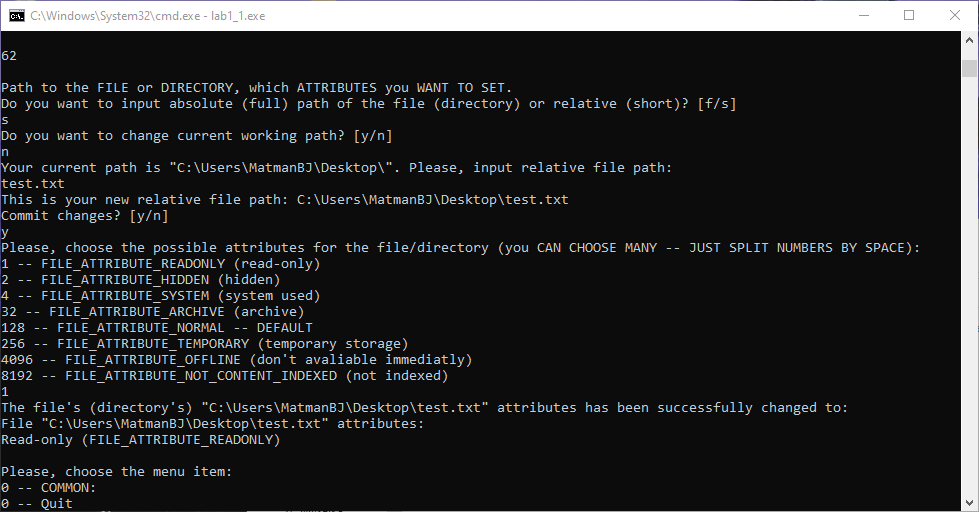 C:\Windows\System32\cmd.exe - lab1_1.exe
62
Path to the FILE or DIRECTORY, which ATTRIBUTES you WANT TO SET.
Do you want to input absolute (full) path of the file (directory) or relative (short)? [f/s]
s
Do you want to change current working path? [y/n]
n
Your current path is "C:\Users\MatmanBJ\Desktop\". Please, input relative file path:
test.txt
This is your new relative file path: C:\Users\MatmanBJ\Desktop\test.txt
Commit changes? [y/n]
y
Please, choose the possible attributes for the file/directory (you CAN CHOOSE MANY -- JUST SPLIT NUMBERS BY SPACE):
1 -- FILE_ATTRIBUTE_READONLY (read-only)
2 -- FILE_ATTRIBUTE_HIDDEN (hidden)
4 -- FILE_ATTRIBUTE_SYSTEM (system used)
32 -- FILE_ATTRIBUTE_ARCHIVE (archive)
128 -- FILE_ATTRIBUTE_NORMAL -- DEFAULT
256 -- FILE_ATTRIBUTE_TEMPORARY (temporary storage)
4096 -- FILE_ATTRIBUTE_OFFLINE (don't avaliable immediatly)
8192 -- FILE_ATTRIBUTE_NOT_CONTENT_INDEXED (not indexed)
1
The file's (directory's) "C:\Users\MatmanBJ\Desktop\test.txt" attributes has been successfully changed to:
File "C:\Users\MatmanBJ\Desktop\test.txt" attributes:
Read-only (FILE_ATTRIBUTE_READONLY)
Please, choose the menu item:
0 -- COMMON:
0 -- Quit